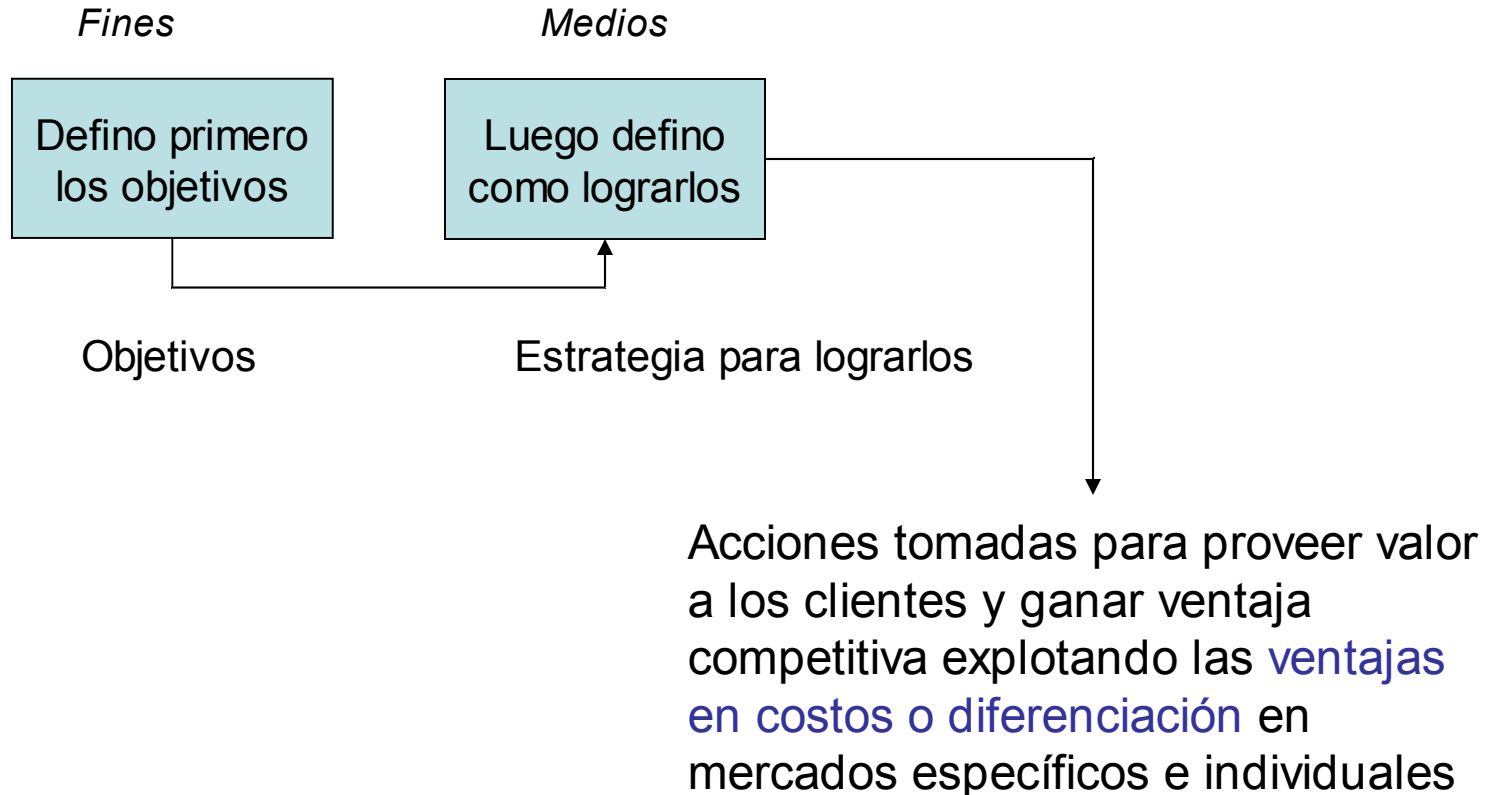 Fines
Medios
Defino primero
los objetivos
Luego defino
como lograrlos
Objetivos
Estrategia para lograrlos
Acciones tomadas para proveer valor
a los clientes y ganar ventaja
competitiva explotando las ventajas
en costos o diferenciación en
mercados específicos e individuales